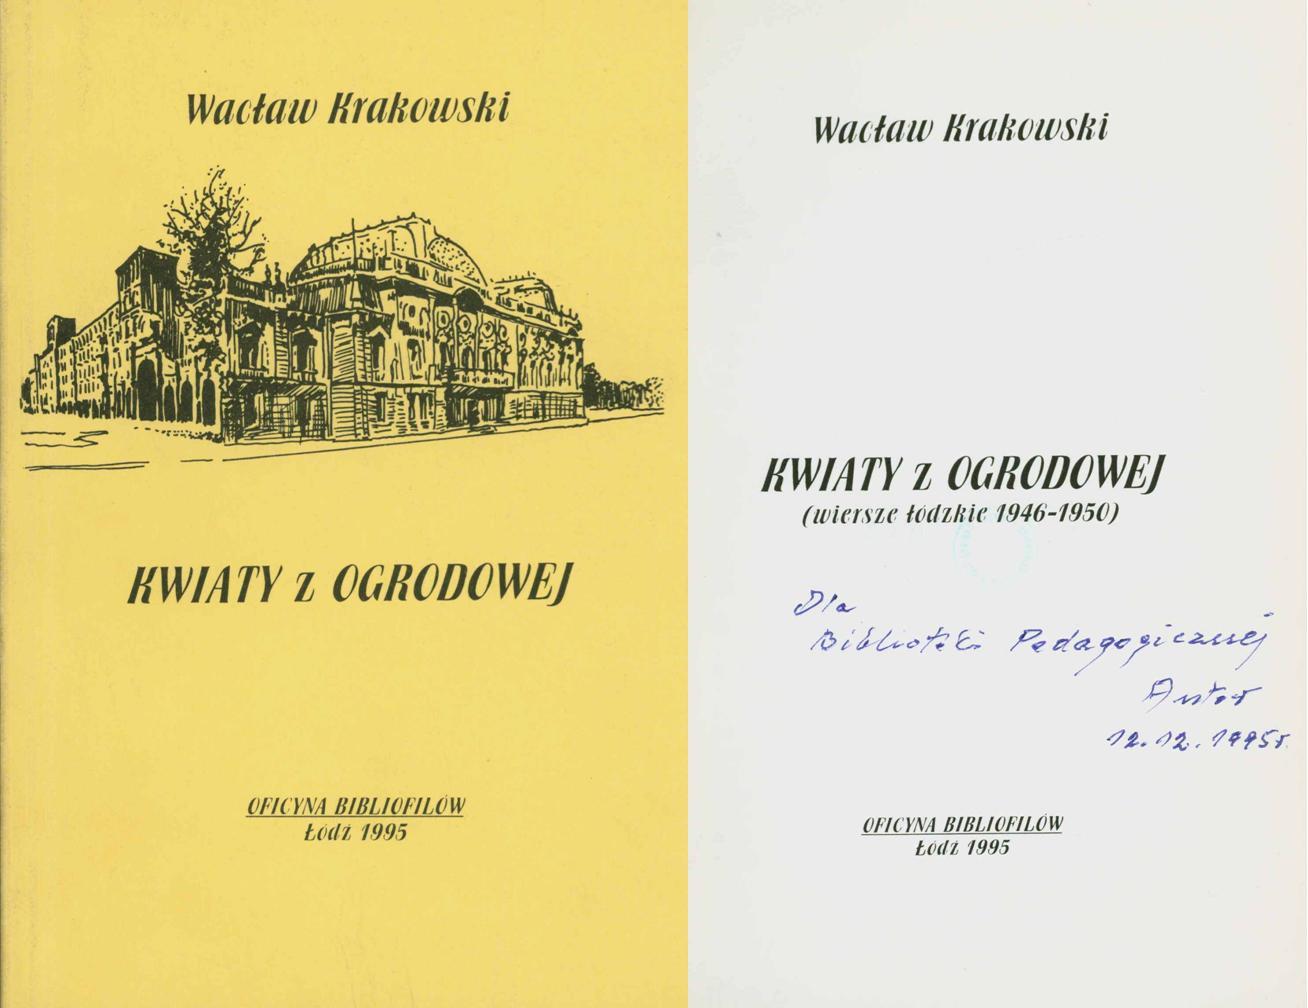 Wacław Krakowski
KWIATY z OGRODOWEJ
OFICYNA BIBLIOFILÓW
Łódź 1995
Wacław Krakowski
KWIATY z OGRODOWEJ
(wiersze łódzkie 1946-1950)
Dla
Biblioteki Pedagogicznej
Autor
12.12.1995r.
OFICYNA BIBLIOFILÓW
Łódź 1995